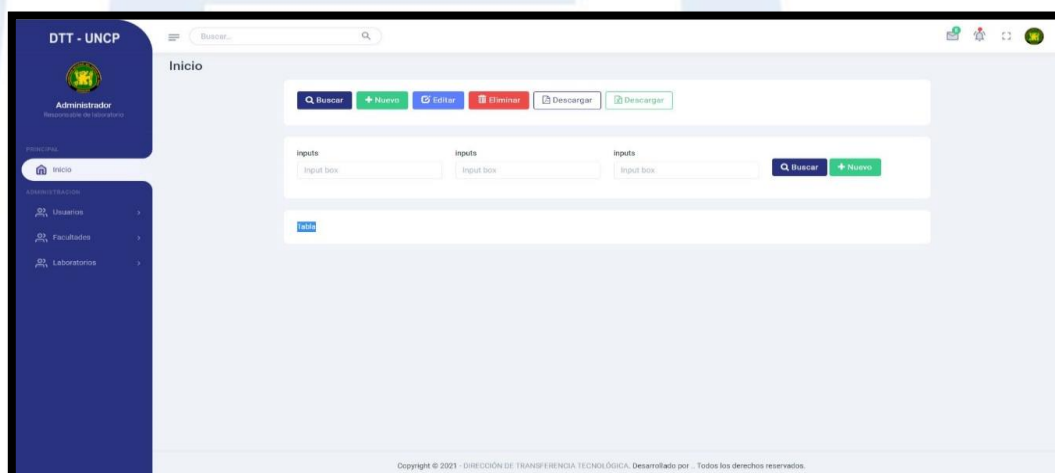 DTT - UNCP
Buscar...
Administrador
Responsable de laboratorio
PRINCIPAL
Inicio
ADMINISTRACION
Usuarios
Facultades
Laboratorios
Inicio
Buscar Nuevo Editar Eliminar Descargar Descargar
inputs inputs inputs
Input box Input box Input box Buscar Nuevo
Tabla
Copyright © 2021 - DIRECCIÓN DE TRANSFERENCIA TECNOLÓGICA. Desarrollado por .. Todos los derechos reservados.